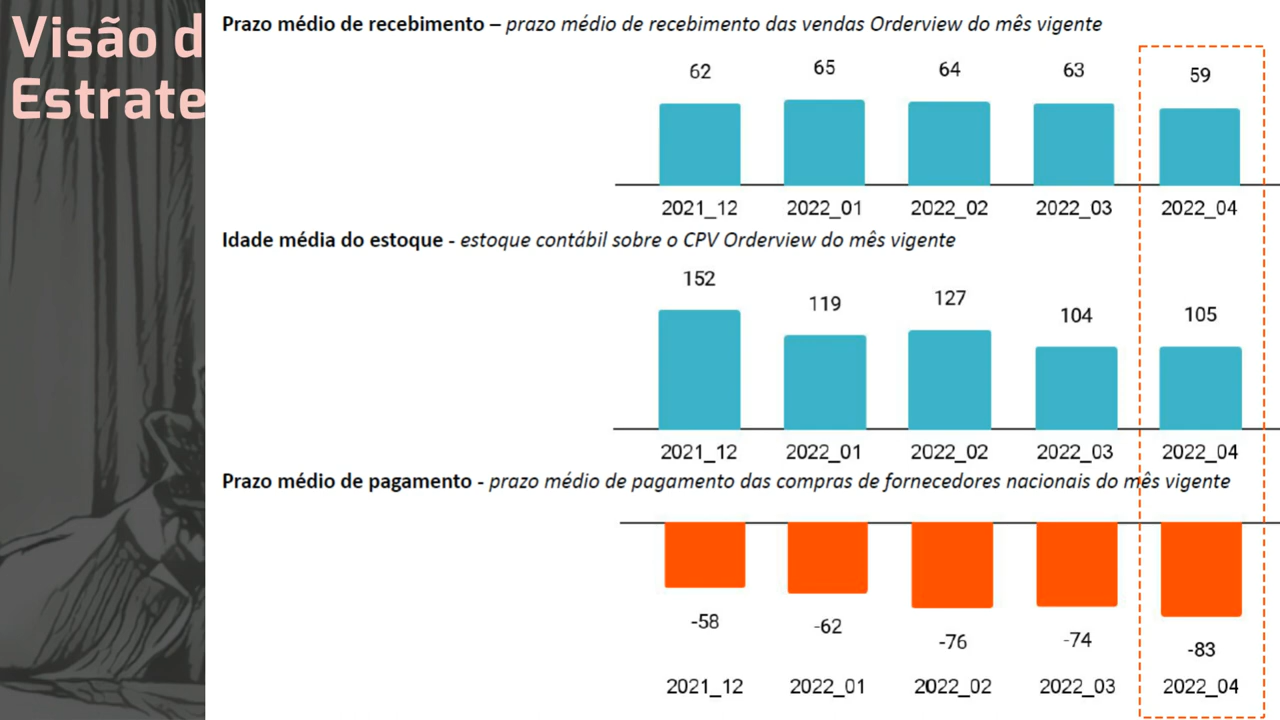 Visão d
Estrate
Prazo médio de recebimento – prazo médio de recebimento das vendas Orderview do mês vigente
62 65 64 63 59
2021_12 2022_01 2022_02 2022_03 2022_04
Idade média do estoque - estoque contábil sobre o CPV Orderview do mês vigente
152 119 127 104 105
2021_12 2022_01 2022_02 2022_03 2022_04
Prazo médio de pagamento - prazo médio de pagamento das compras de fornecedores nacionais do mês vigente
-58 -62 -76 -74 -83
2021_12 2022_01 2022_02 2022_03 2022_04